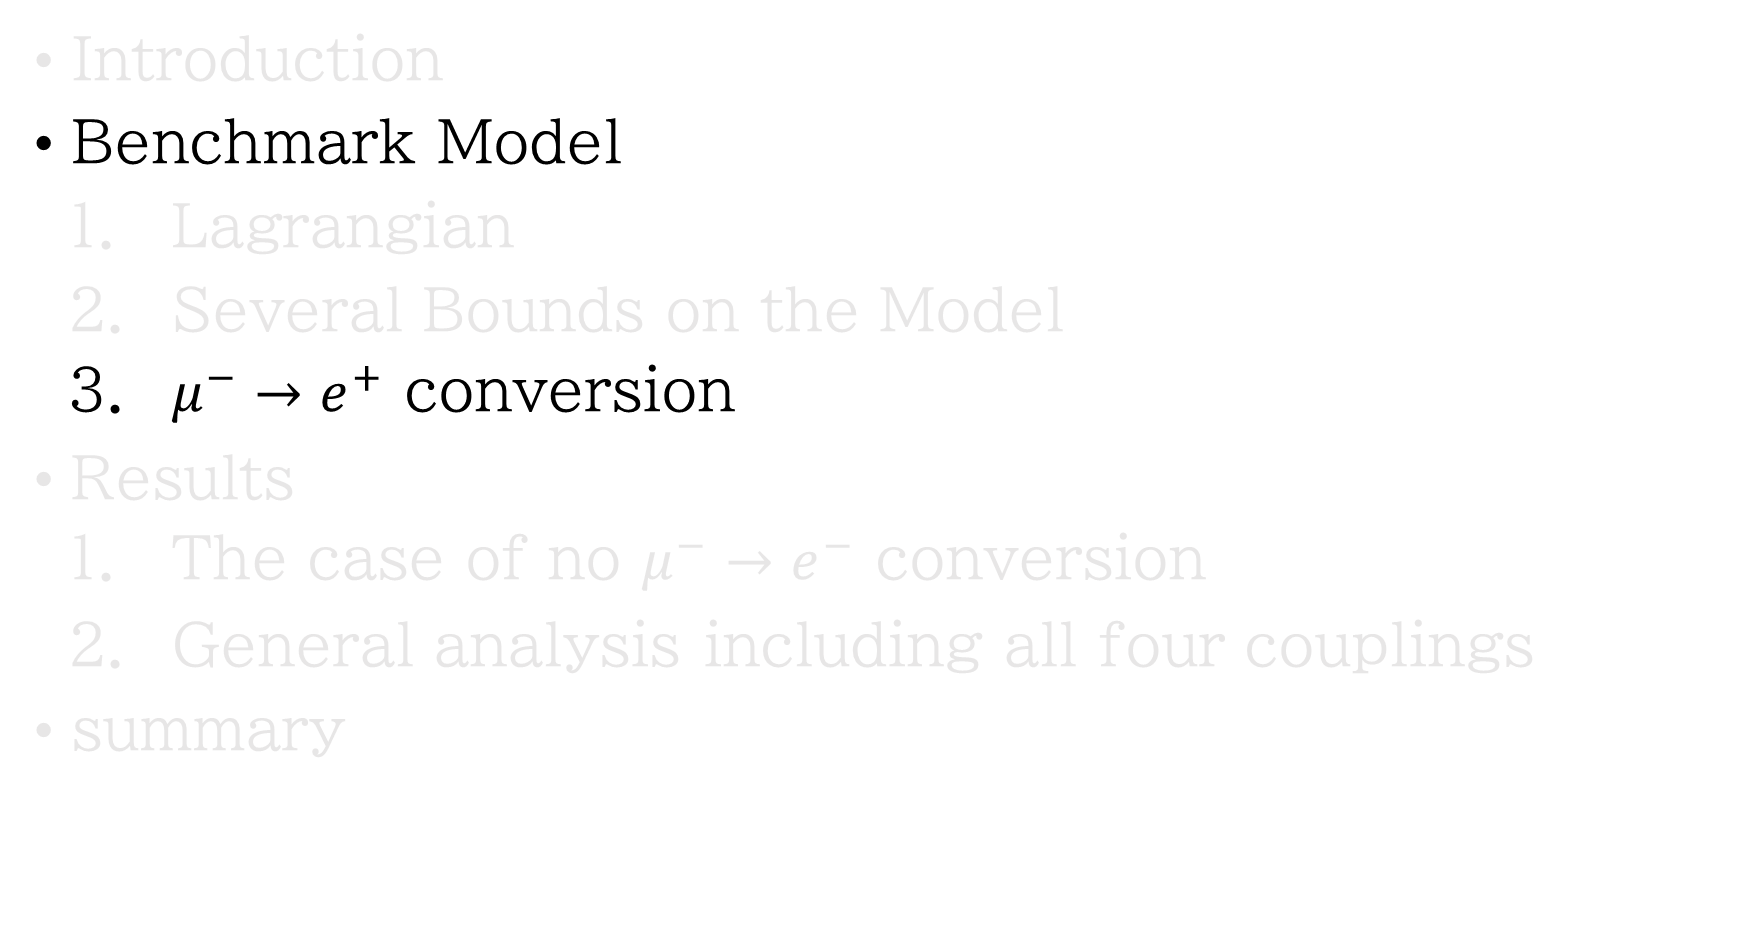 • Introduction
• Benchmark Model
1. Lagrangian
2. Several Bounds on the Model
3. μ⁻ → e⁺ conversion
• Results
1. The case of no μ⁻ → e⁻ conversion
2. General analysis including all four couplings
• summary